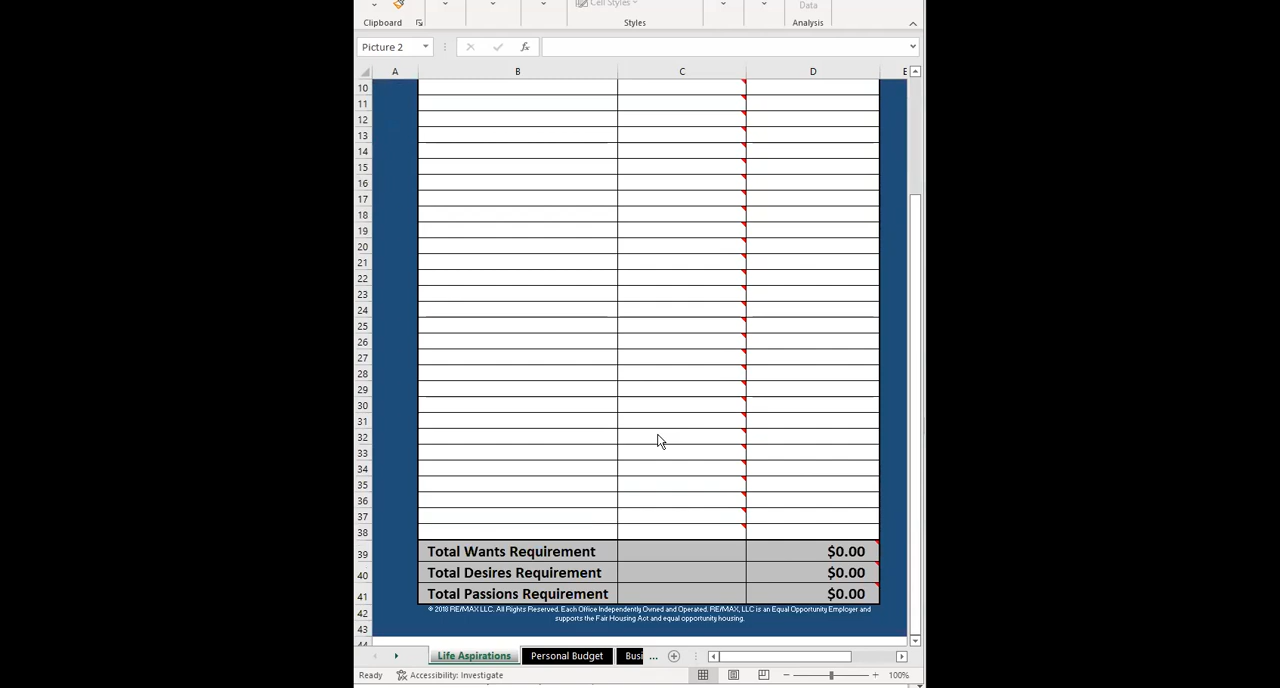 Cell Styles
Data
Clipboard
Styles
Analysis
Picture 2
fx
A B C D E
10
11
12
13
14
15
16
17
18
19
20
21
22
23
24
25
26
27
28
29
30
31
32
33
34
35
36
37
38
39 Total Wants Requirement $0.00
40 Total Desires Requirement $0.00
41 Total Passions Requirement $0.00
42 © 2018 RE/MAX LLC. All Rights Reserved. Each Office Independently Owned and Operated. RE/MAX, LLC is an Equal Opportunity Employer and
supports the Fair Housing Act and equal opportunity housing.
43
44
Life Aspirations Personal Budget Busi ...
Ready Accessibility: Investigate 100%